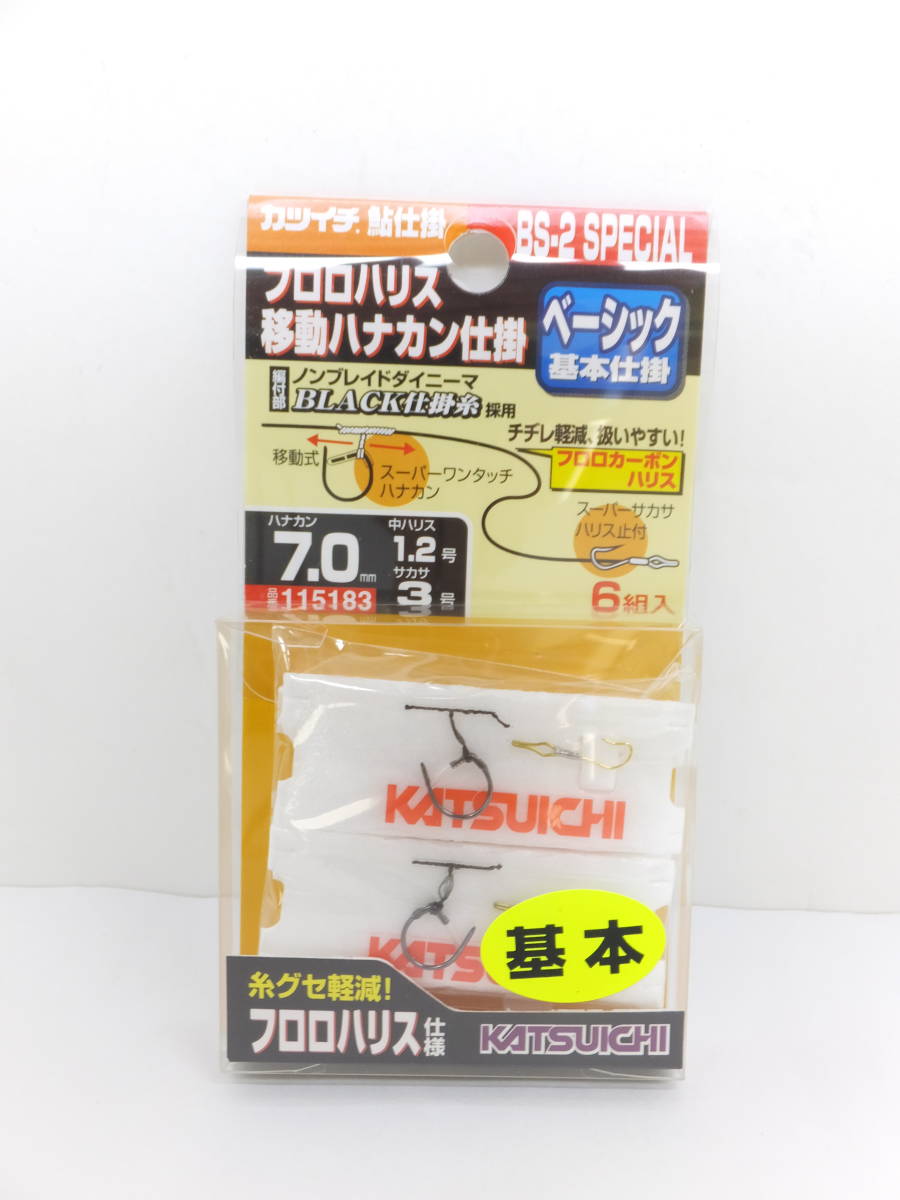 カツイチ. 鮎仕掛
BS-2 SPECIAL
フロロハリス
移動ハナカン仕掛
ベーシック
基本仕掛
編付部
ノンブレイドダイニーマ
BLACK仕掛糸 採用
チヂレ軽減、扱いやすい!
フロロカーボン
ハリス
移動式
スーパーワンタッチ
ハナカン
スーパーサカサ
ハリス止付
ハナカン
7.0mm
中ハリス
1.2号
サカサ
3号
115183
6組入
KATSUICHI
基本
糸グセ軽減!
フロロハリス仕様
KATSUICHI